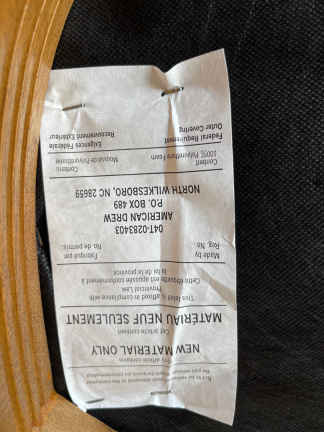 This article contains
NEW MATERIAL ONLY
Cet article contient
MATÉRIAU NEUF SEULEMENT
This label is affixed in compliance with
Provincial Law
Cette étiquette est apposée conformément à
la loi de la province
Made by Fabriqué par
Reg. No. No de permis
04T-0283403
AMERICAN DREW
P.O. BOX 489
NORTH WILKESBORO, NC 28659
Content Contenu
100% Polyurethane Foam Mousse de Polyuréthane
Federal Requirement Exigences Fédérale
Outer Covering Recouvrement Extérieur